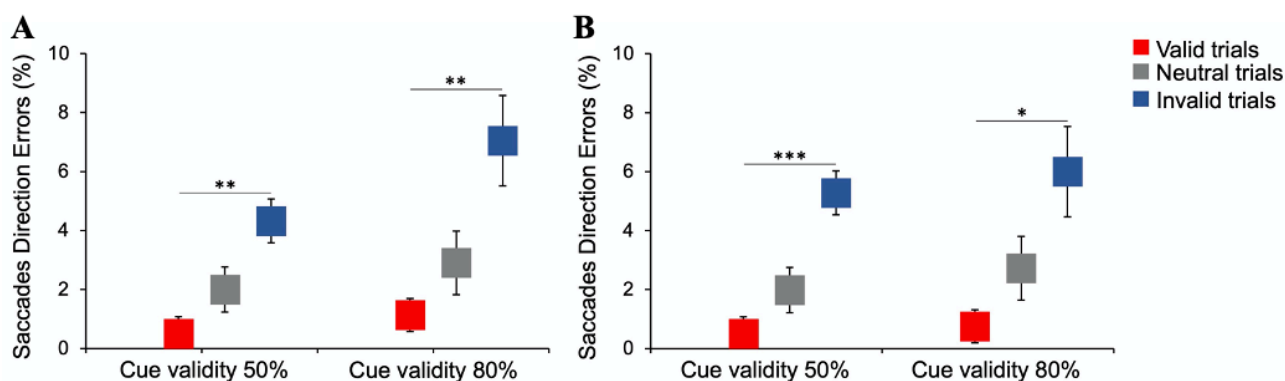 A
Saccades Direction Errors (%)
10
8
6
4
2
0
**
**
Cue validity 50%
Cue validity 80%
B
Saccades Direction Errors (%)
10
8
6
4
2
0
***
*
Cue validity 50%
Cue validity 80%
Valid trials
Neutral trials
Invalid trials